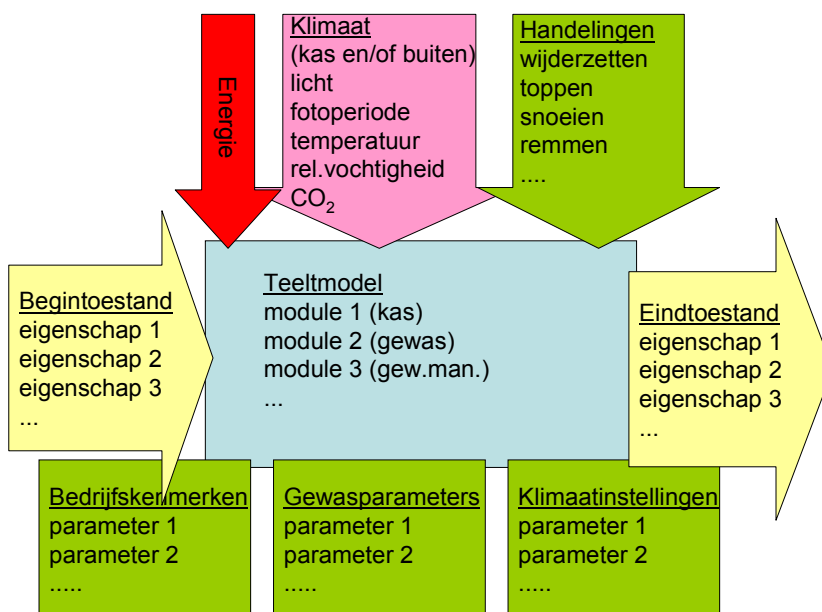 Energie
Klimaat
(kas en/of buiten)
licht
fotoperiode
temperatuur
rel.vochtigheid
CO₂
Handelingen
wijderzetten
toppen
snoeien
remmen
....
Begintoestand
eigenschap 1
eigenschap 2
eigenschap 3
...
Teeltmodel
module 1 (kas)
module 2 (gewas)
module 3 (gew.man.)
...
Eindtoestand
eigenschap 1
eigenschap 2
eigenschap 3
...
Bedrijfskenmerken
parameter 1
parameter 2
.....
Gewasparameters
parameter 1
parameter 2
.....
Klimaatinstellingen
parameter 1
parameter 2
.....